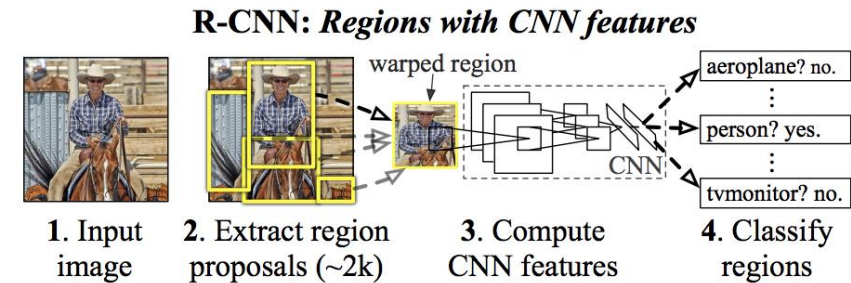 R-CNN: Regions with CNN features
warped region
aeroplane? no.
⋮
person? yes.
⋮
tvmonitor? no.
CNN
1. Input
image
2. Extract region
proposals (~2k)
3. Compute
CNN features
4. Classify
regions